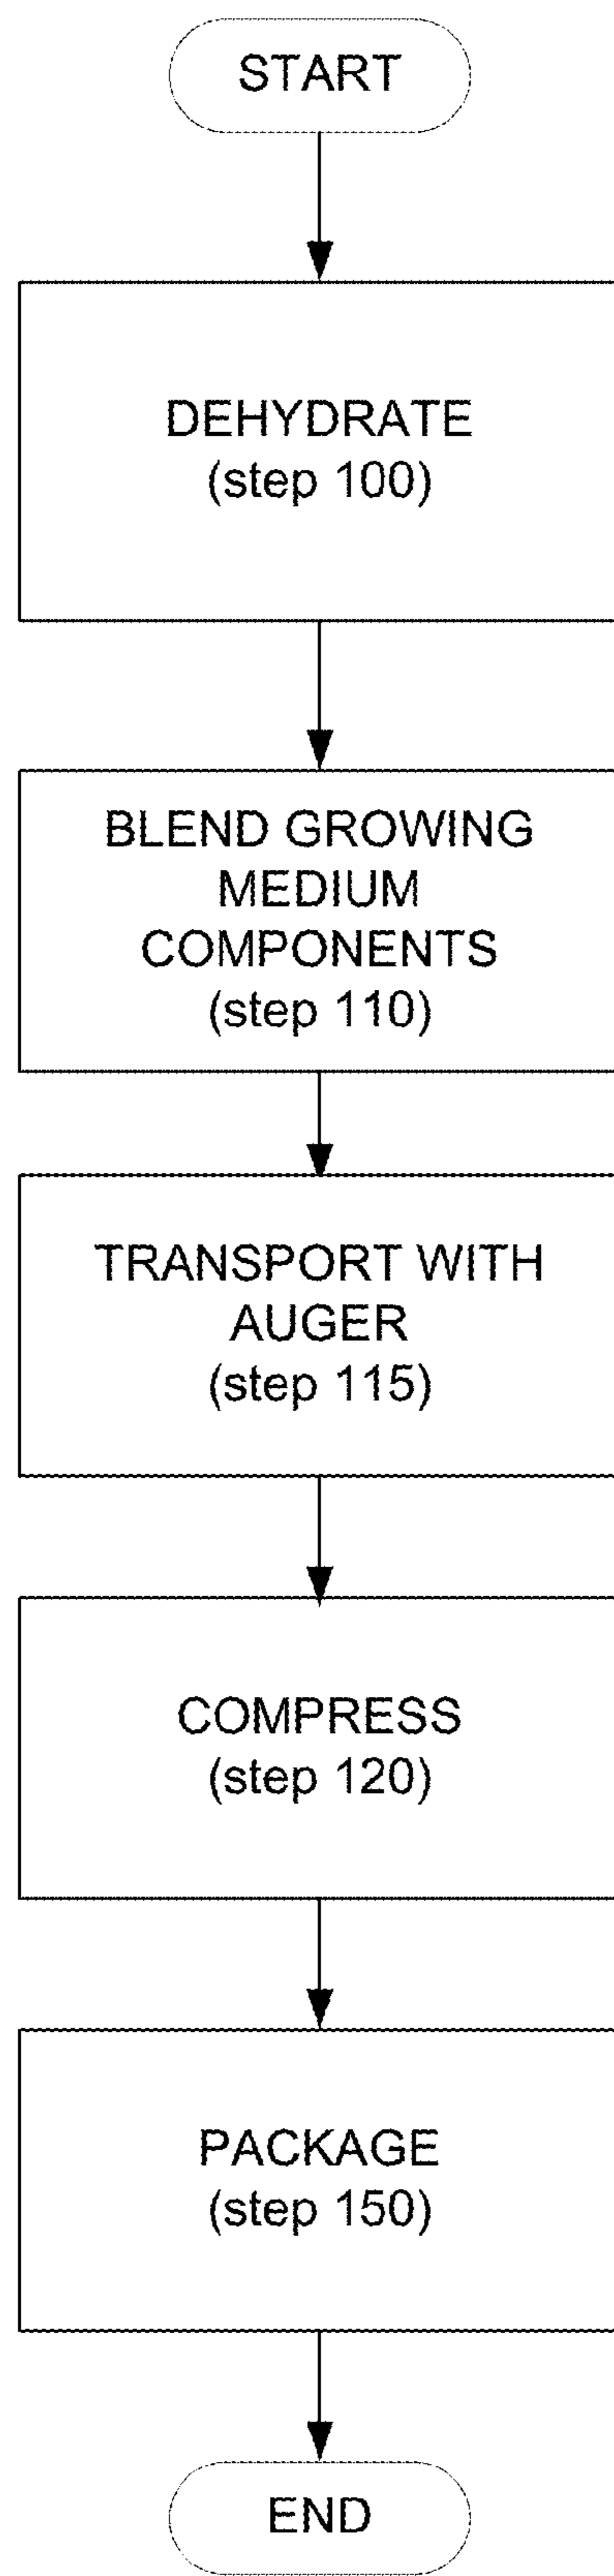 START
DEHYDRATE
(step 100)
BLEND GROWING
MEDIUM
COMPONENTS
(step 110)
TRANSPORT WITH
AUGER
(step 115)
COMPRESS
(step 120)
PACKAGE
(step 150)
END